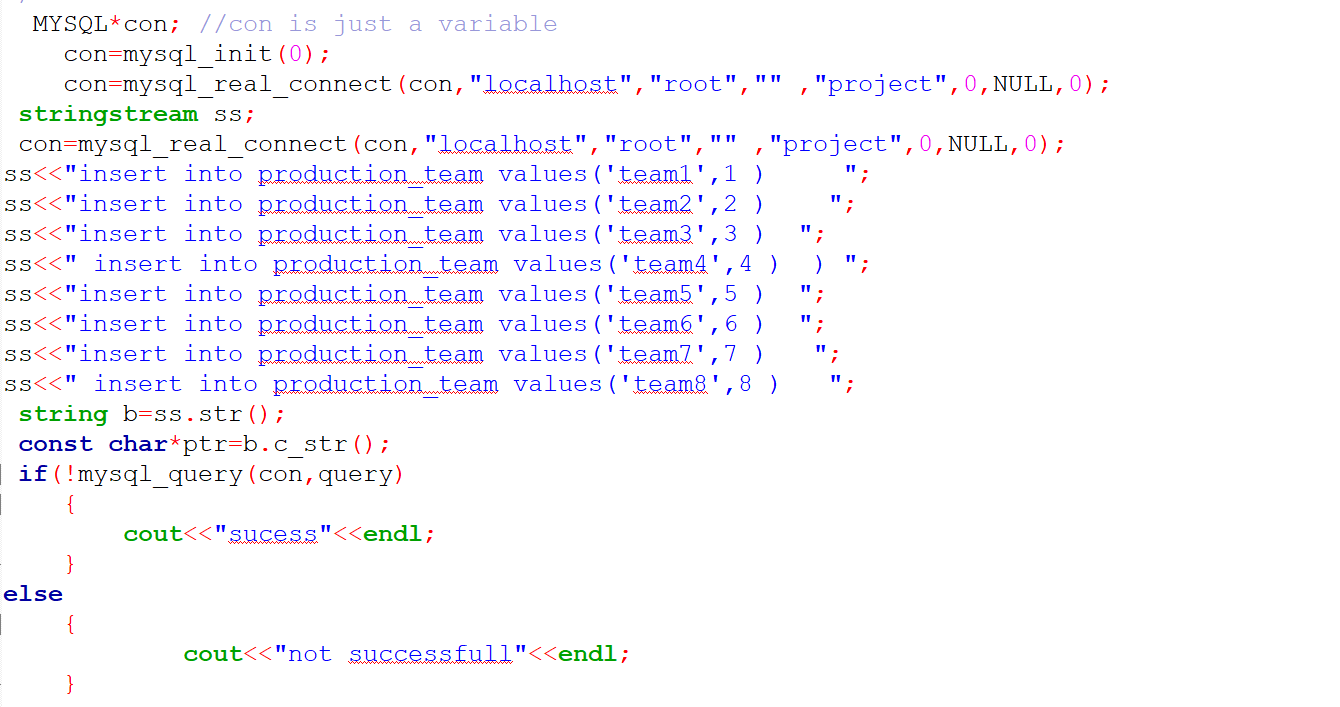 MYSQL*con; //con is just a variable
con=mysql_init(0);
con=mysql_real_connect(con,"localhost","root","" ,"project",0,NULL,0);
stringstream ss;
con=mysql_real_connect(con,"localhost","root","" ,"project",0,NULL,0);
ss<<"insert into production_team values('team1',1 )     ";
ss<<"insert into production_team values('team2',2 )    ";
ss<<"insert into production_team values('team3',3 )  ";
ss<<" insert into production_team values('team4',4 )  ) ";
ss<<"insert into production_team values('team5',5 )  ";
ss<<"insert into production_team values('team6',6 )  ";
ss<<"insert into production_team values('team7',7 )   ";
ss<<" insert into production_team values('team8',8 )   ";
string b=ss.str();
const char*ptr=b.c_str();
if(!mysql_query(con,query)
{
cout<<"sucess"<<endl;
}
else
{
cout<<"not successfull"<<endl;
}